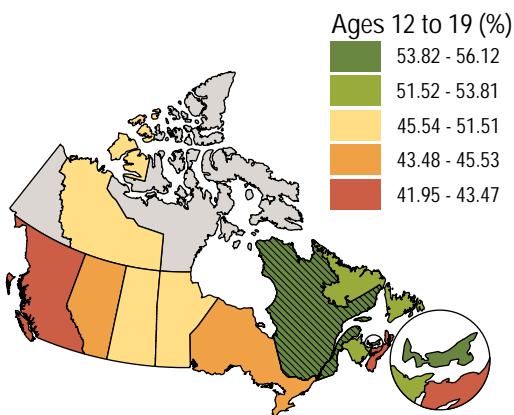 Ages 12 to 19 (%)
53.82 - 56.12
51.52 - 53.81
45.54 - 51.51
43.48 - 45.53
41.95 - 43.47